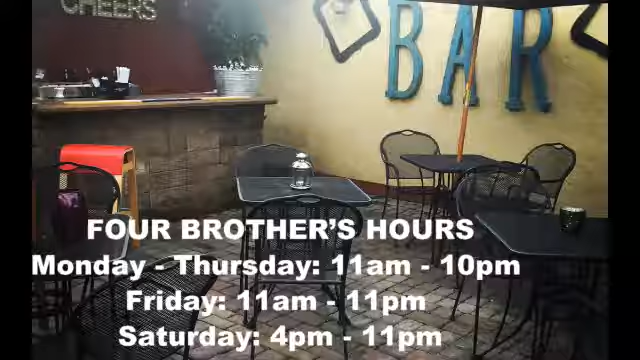 CHEERS
BAR
FOUR BROTHER'S HOURS
Monday - Thursday: 11am - 10pm
Friday: 11am - 11pm
Saturday: 4pm - 11pm